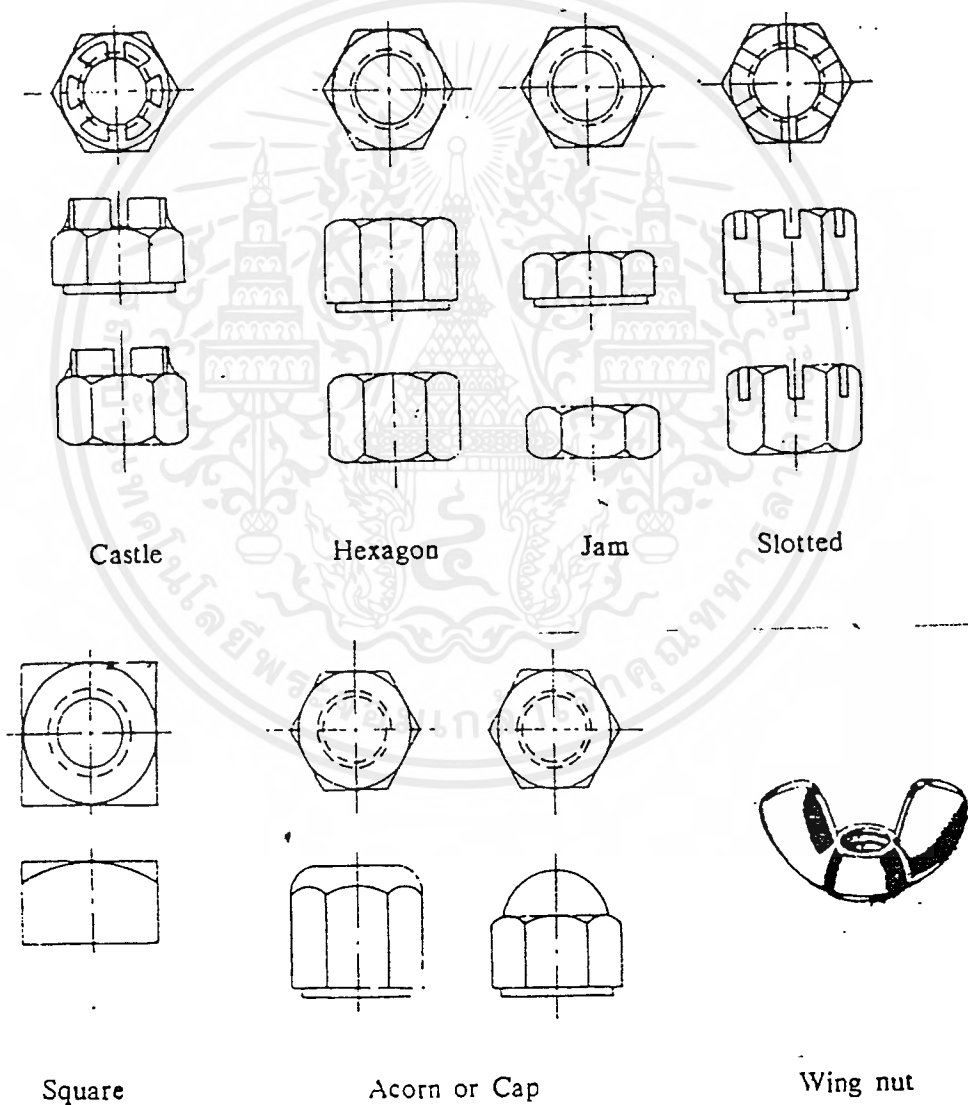 Castle
Hexagon
Jam
Slotted
Square
Acorn or Cap
Wing nut